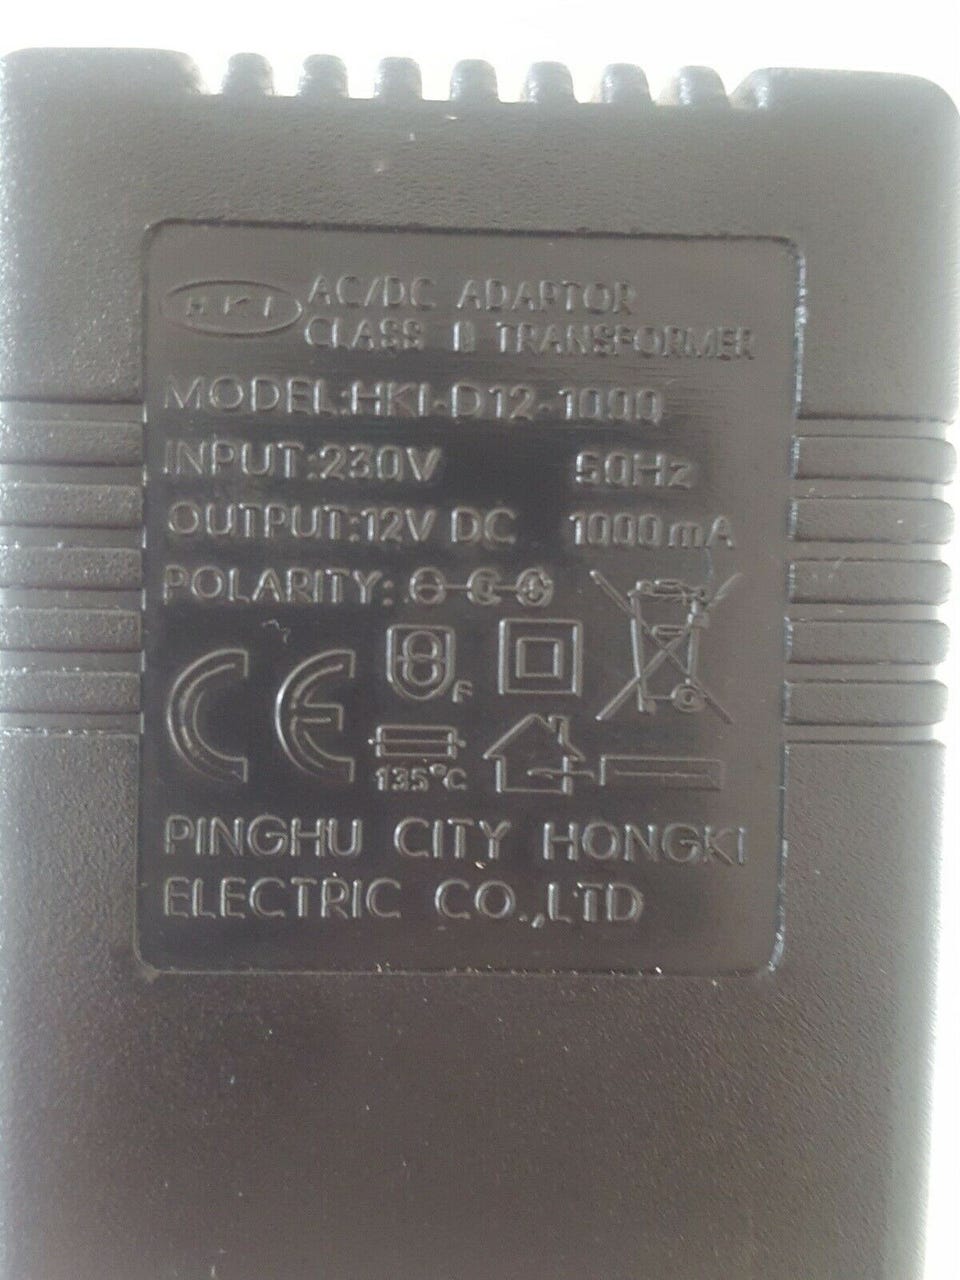 HKI AC/DC ADAPTOR
CLASS II TRANSFORMER
MODEL:HKI-D12-1000
INPUT:230V 50Hz
OUTPUT:12V DC 1000mA
POLARITY:
CE
F
135°C
PINGHU CITY HONGKI
ELECTRIC CO.,LTD